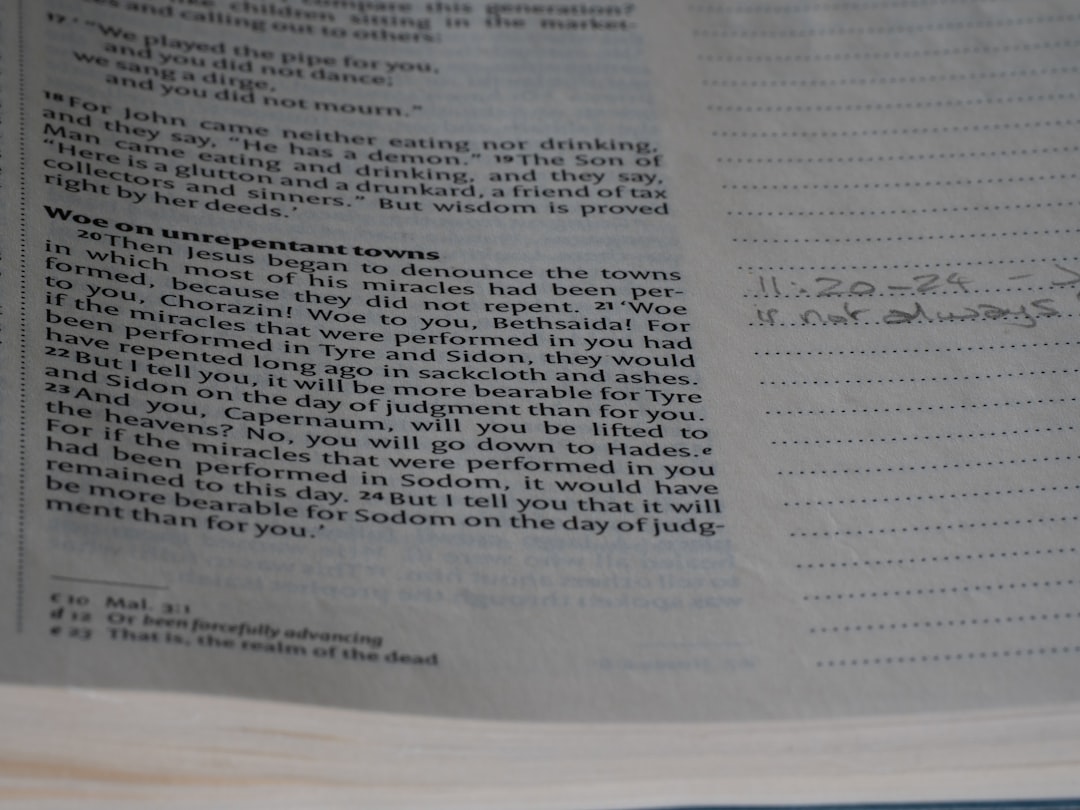 compare this generation?
like children sitting in the market-
and calling out to others:
17 ‘ “We played the pipe for you,
and you did not dance;
we sang a dirge,
and you did not mourn.”
18 For John came neither eating nor drinking,
and they say, “He has a demon.” 19 The Son of
Man came eating and drinking, and they say,
“Here is a glutton and a drunkard, a friend of tax
collectors and sinners.” But wisdom is proved
right by her deeds.’
Woe on unrepentant towns
20 Then Jesus began to denounce the towns
in which most of his miracles had been per-
formed, because they did not repent. 21 ‘Woe
to you, Chorazin! Woe to you, Bethsaida! For
if the miracles that were performed in you had
been performed in Tyre and Sidon, they would
have repented long ago in sackcloth and ashes.
22 But I tell you, it will be more bearable for Tyre
and Sidon on the day of judgment than for you.
23 And you, Capernaum, will you be lifted to
the heavens? No, you will go down to Hades. e
For if the miracles that were performed in you
had been performed in Sodom, it would have
remained to this day. 24 But I tell you that it will
be more bearable for Sodom on the day of judg-
ment than for you.’
c 10 Mal. 3:1
d 12 Or been forcefully advancing
e 23 That is, the realm of the dead
11:20-24 ->
is not always